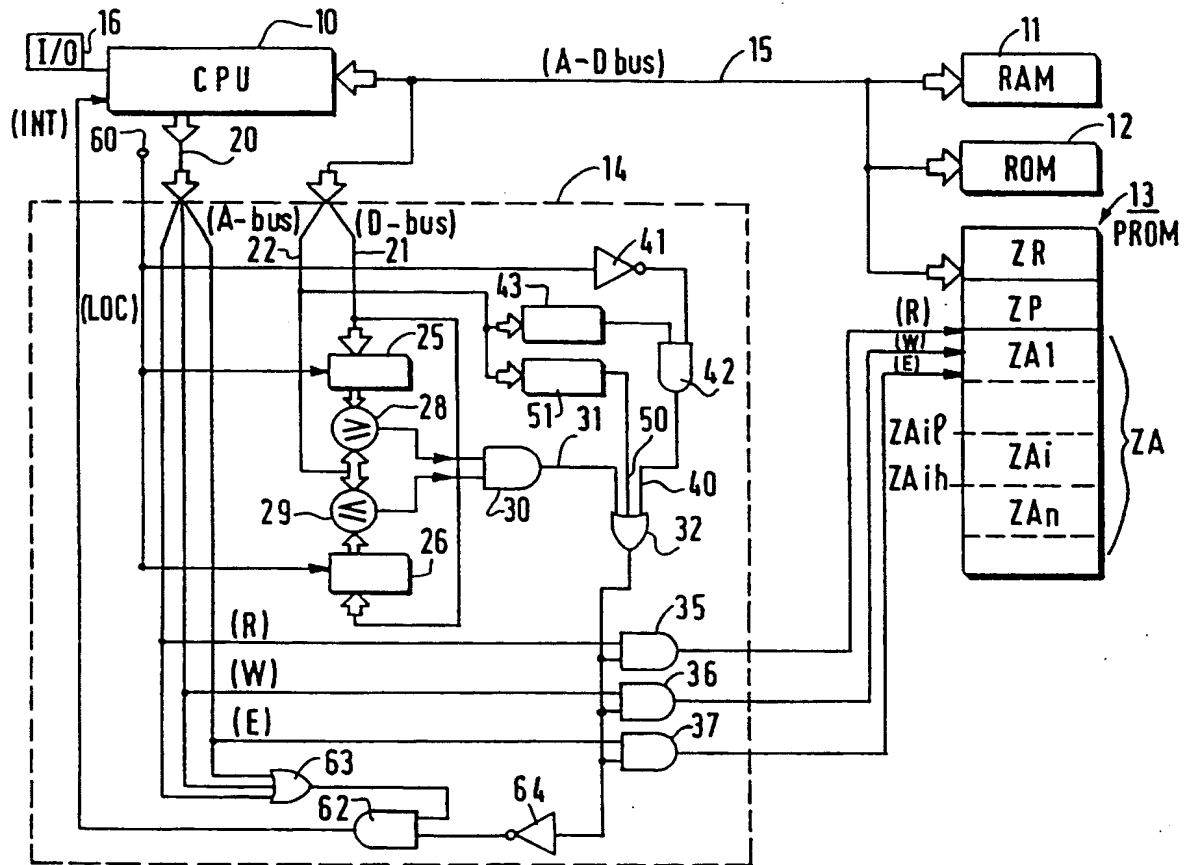 I/O
16
10
CPU
(A-D bus)
15
11
RAM
(INT)
60
20
12
ROM
14
13
PROM
(A-bus)
(D-bus)
22
21
41
ZR
(LOC)
43
ZP
25
(R)
(W)
(E)
ZA1
42
51
28
50
31
ZAiℓ
ZA
ZAi
ZAih
29
30
40
ZAn
26
32
(R)
35
(W)
36
(E)
37
63
62
64